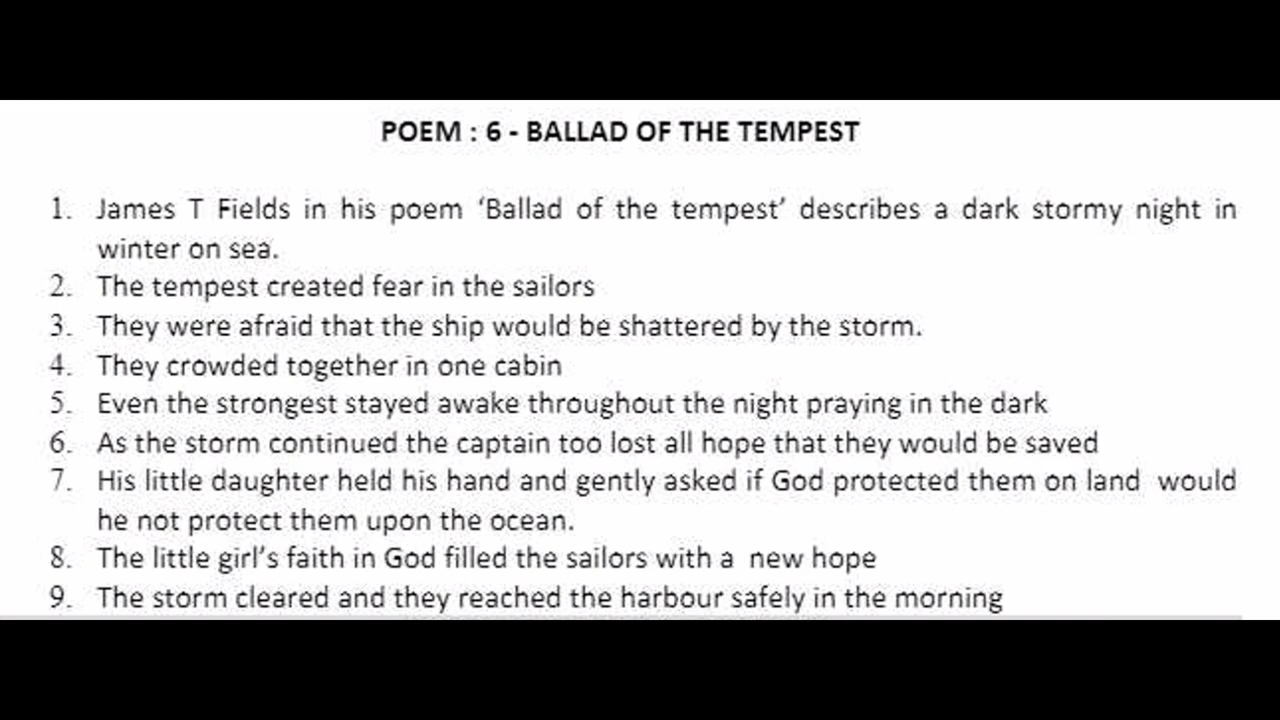 POEM : 6 - BALLAD OF THE TEMPEST
1. James T Fields in his poem ‘Ballad of the tempest’ describes a dark stormy night in
winter on sea.
2. The tempest created fear in the sailors
3. They were afraid that the ship would be shattered by the storm.
4. They crowded together in one cabin
5. Even the strongest stayed awake throughout the night praying in the dark
6. As the storm continued the captain too lost all hope that they would be saved
7. His little daughter held his hand and gently asked if God protected them on land would
he not protect them upon the ocean.
8. The little girl’s faith in God filled the sailors with a new hope
9. The storm cleared and they reached the harbour safely in the morning